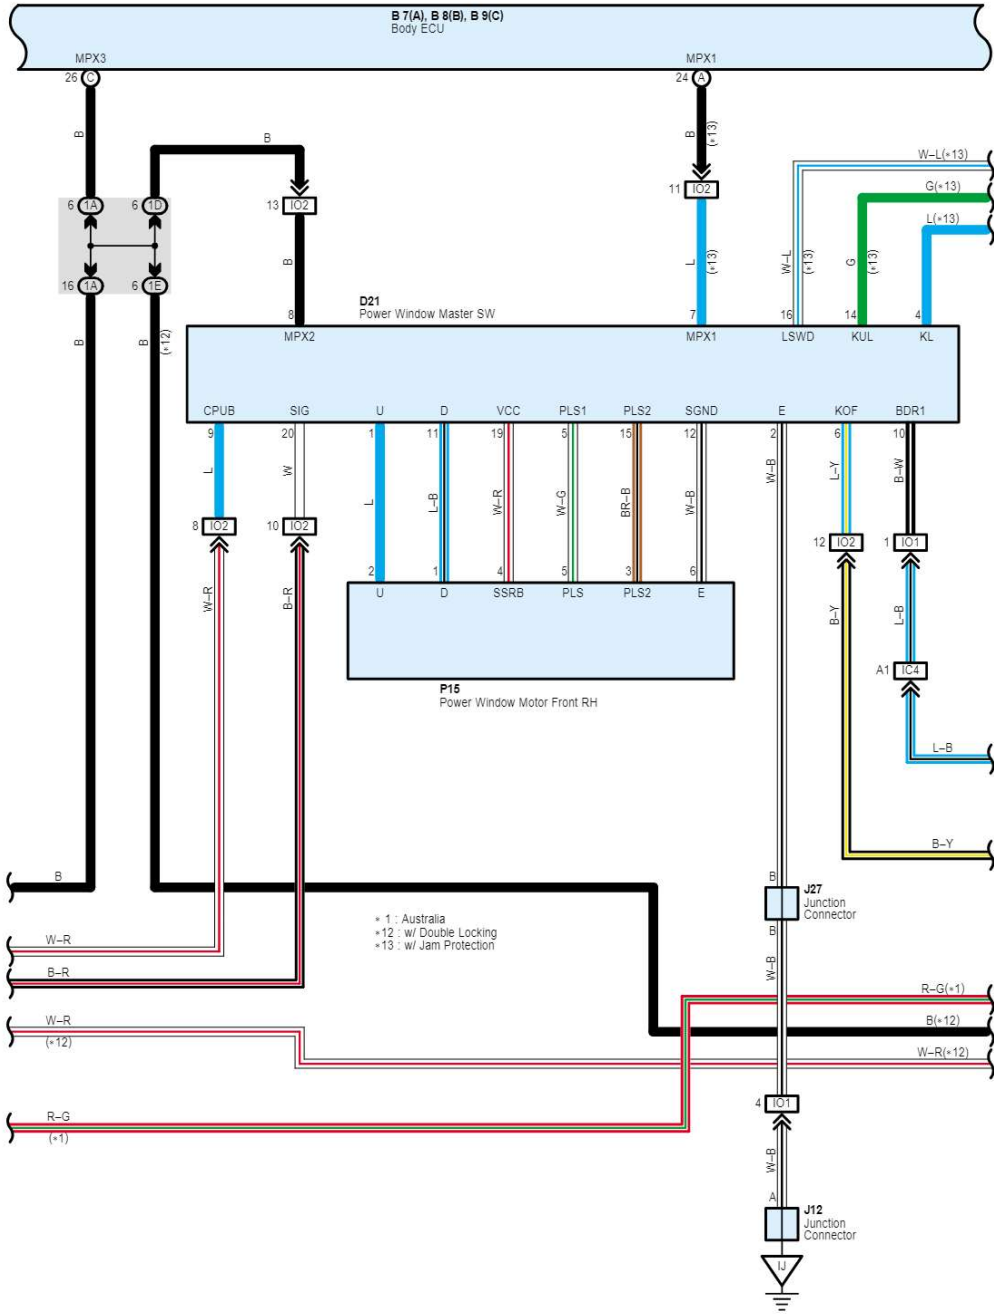 B 7(A), B 8(B), B 9(C)
Body ECU
MPX3
MPX1
26 C
24 A
B
B
B
(*13)
W–L(*13)
G(*13)
L(*13)
11 IO2
6 1A
6 1D
13 IO2
B
L
(*13)
W–L
(*13)
G
(*13)
16 1A
6 1E
B
B
(*12)
D21
Power Window Master SW
8
7
16
14
4
MPX2
MPX1
LSWD
KUL
KL
CPUB
SIG
U
D
VCC
PLS1
PLS2
SGND
E
KOF
BDR1
9
20
1
11
19
5
15
12
2
6
10
L
W
L
L–B
W–R
W–G
BR–B
W–B
W–B
L–Y
B–W
8 IO2
10 IO2
12 IO2
1 IO1
2
1
4
5
3
6
U
D
SSRB
PLS
PLS2
E
W–R
B–R
B–Y
L–B
A1 IC4
P15
Power Window Motor Front RH
L–B
B–Y
B
B
J27
Junction
Connector
B
* 1 : Australia
*12 : w/ Double Locking
*13 : w/ Jam Protection
W–R
B–R
W–B
R–G(*1)
W–R
(*12)
B(*12)
W–R(*12)
4 IO1
R–G
(*1)
W–B
A
J12
Junction
Connector
IJ